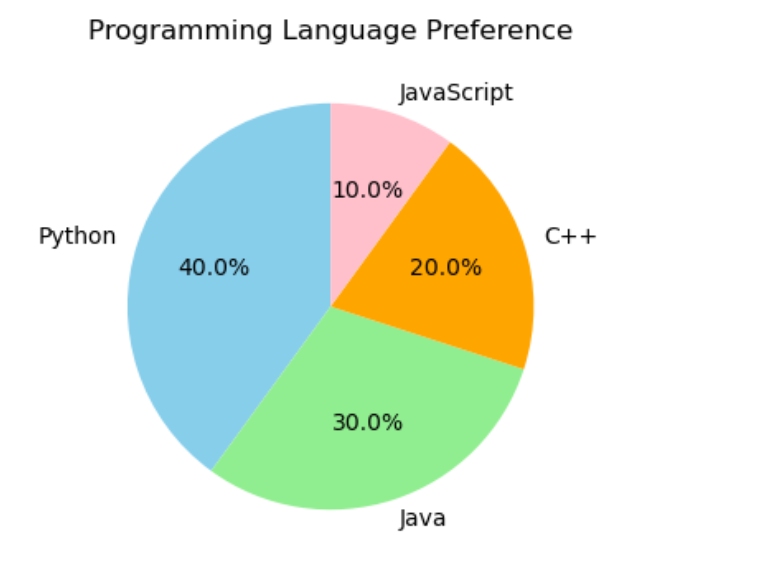 Programming Language Preference
JavaScript
10.0%
Python
C++
40.0%
20.0%
30.0%
Java